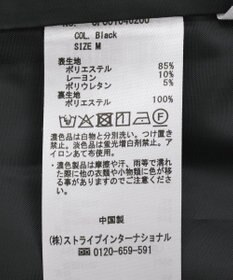 COL. Black
SIZE M
表生地
ポリエステル 85%
レーヨン 10%
ポリウレタン 5%
裏生地
ポリエステル 100%
濃色品は白物と分別洗い。つけ置き
禁止。淡色は蛍光増白剤禁止。ア
イロンあて布使用。
・濃色製品は摩擦や汗、雨等で濡れ
た際に他の衣類や小物類に色が移
る事がありますのでご注意くださ
い。
中国製
(株)ストライプインターナショナル
0120-659-591